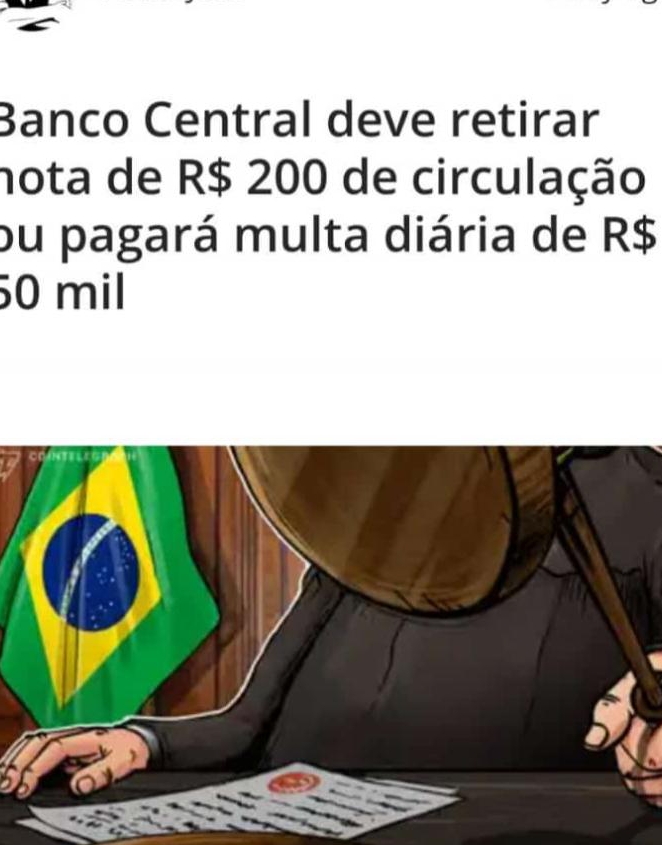 Banco Central deve retirar
nota de R$ 200 de circulação
ou pagará multa diária de R$
50 mil
COINTELEGRAPH